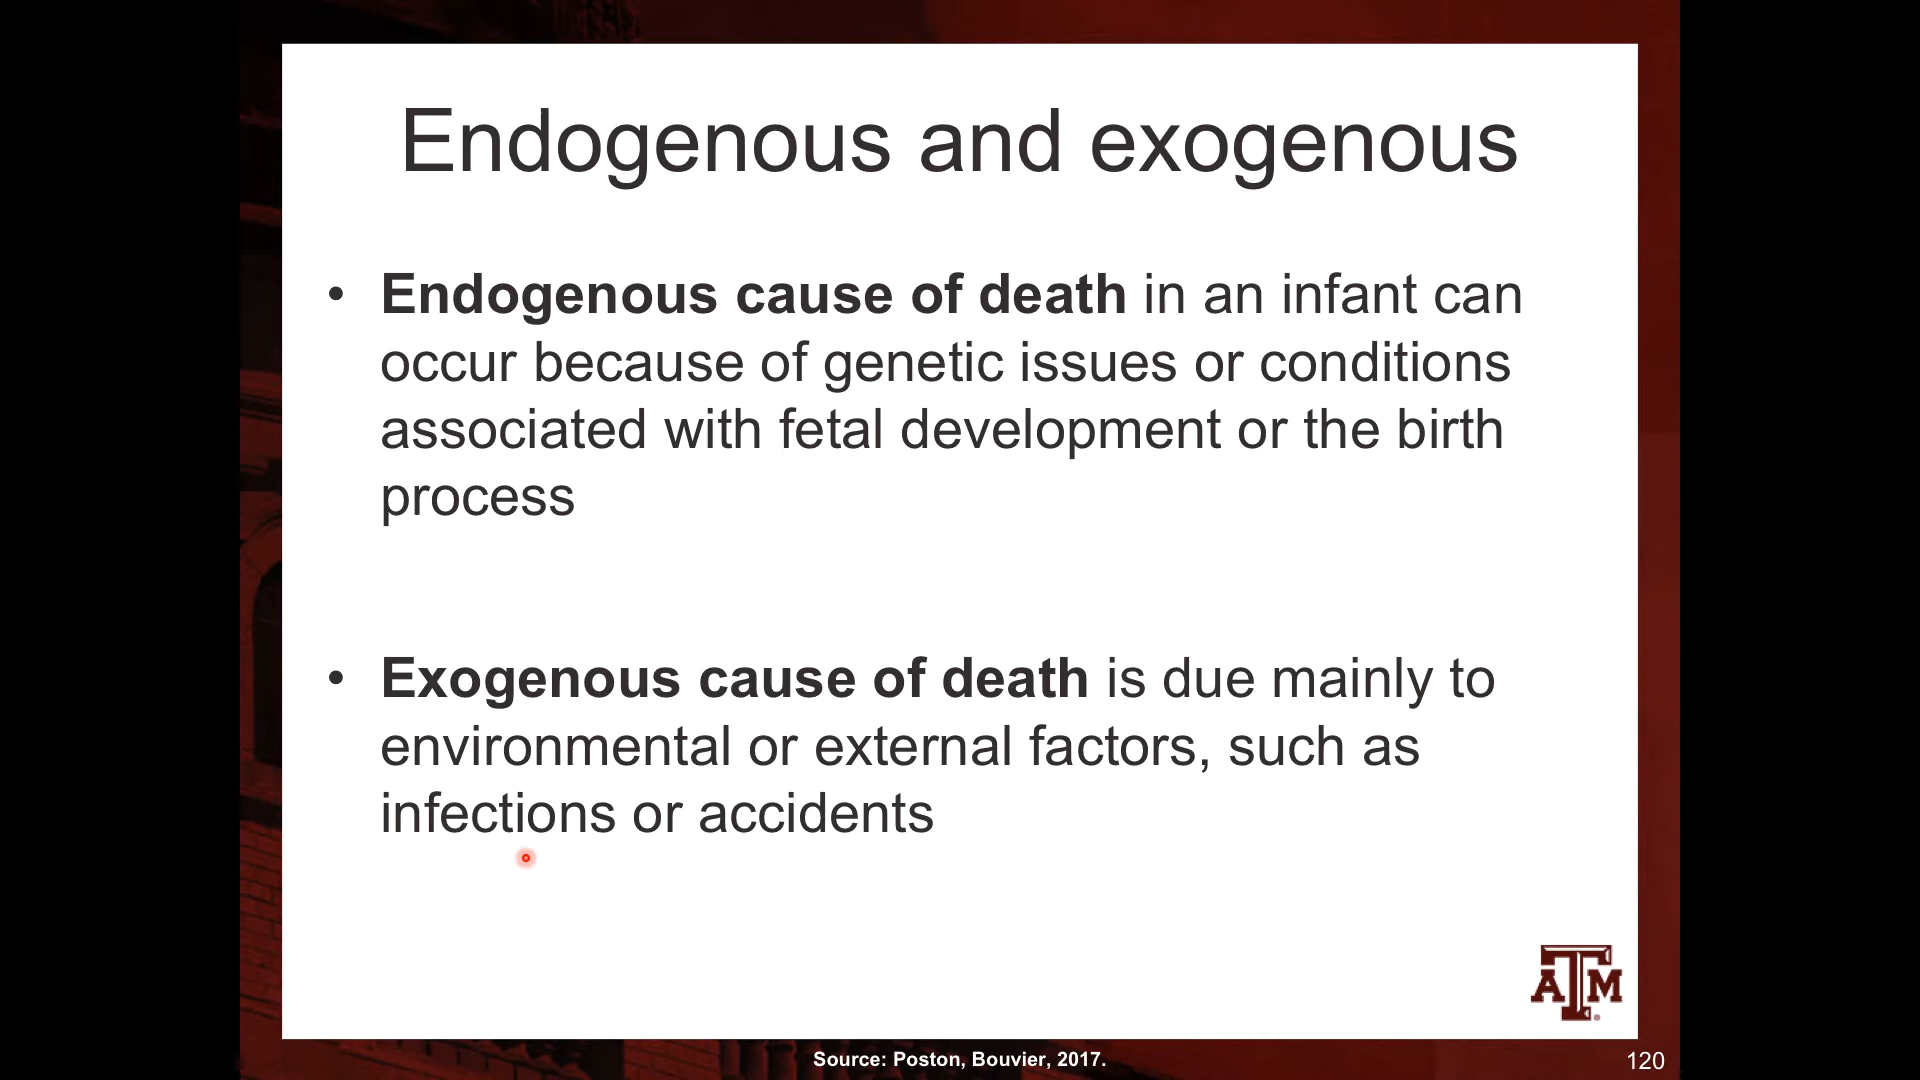 Endogenous and exogenous
• Endogenous cause of death in an infant can
occur because of genetic issues or conditions
associated with fetal development or the birth
process
• Exogenous cause of death is due mainly to
environmental or external factors, such as
infections or accidents
ATM®
Source: Poston, Bouvier, 2017.
120